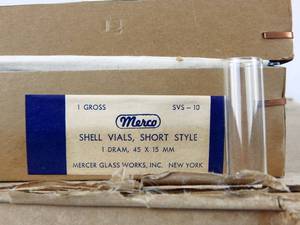 1 GROSS SVS-10
Merco
SHELL VIALS, SHORT STYLE
1 DRAM, 45 X 15 MM
MERCER GLASS WORKS, INC. NEW YORK